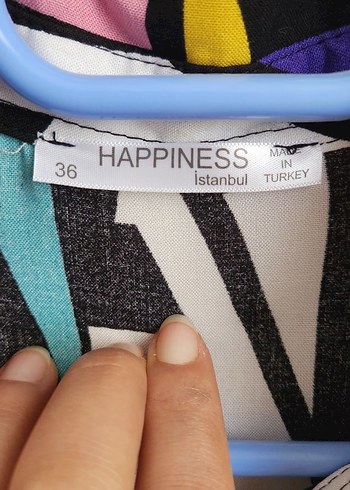 36
HAPPINESS
İstanbul
MADE
IN
TURKEY